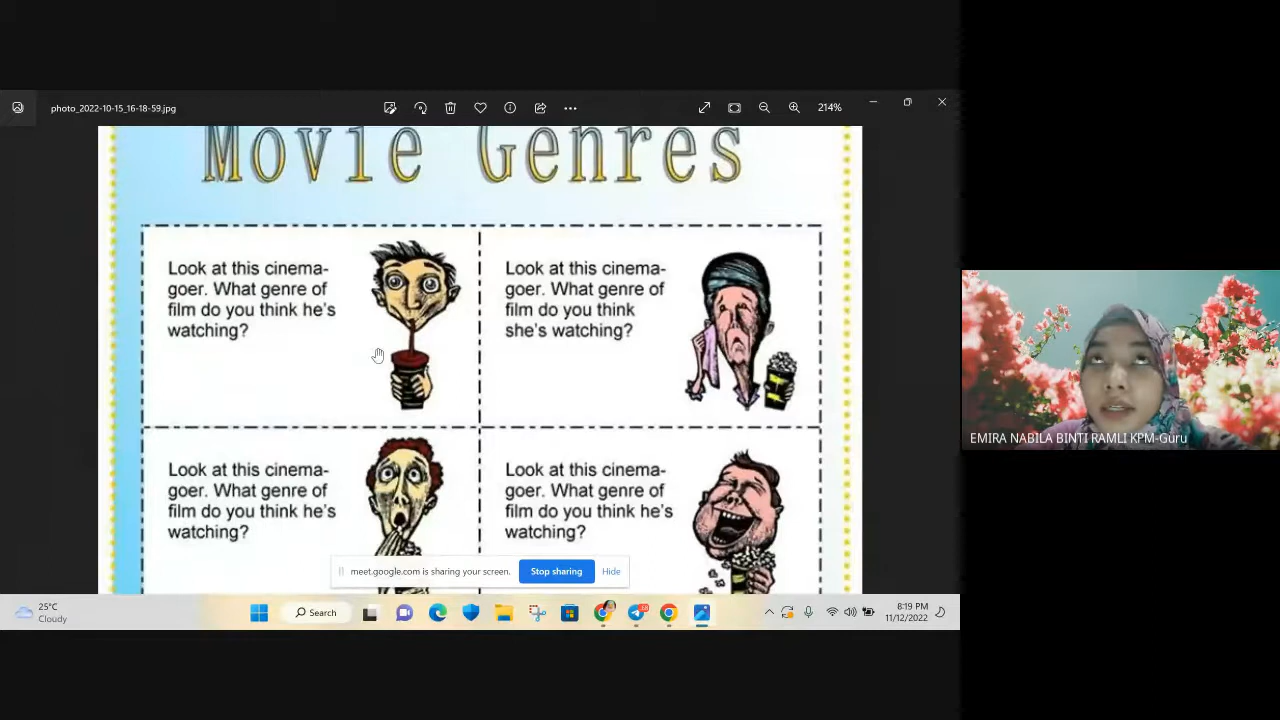 photo_2022-10-15_16-18-59.jpg
214%
Movie Genres
Look at this cinema-
goer. What genre of
film do you think he's
watching?
Look at this cinema-
goer. What genre of
film do you think
she's watching?
Look at this cinema-
goer. What genre of
film do you think he's
watching?
Look at this cinema-
goer. What genre of
film do you think he's
watching?
meet.google.com is sharing your screen.
Stop sharing
Hide
EMIRA NABILA BINTI RAMLI KPM-Guru
25°C
Cloudy
Search
8:19 PM
11/12/2022